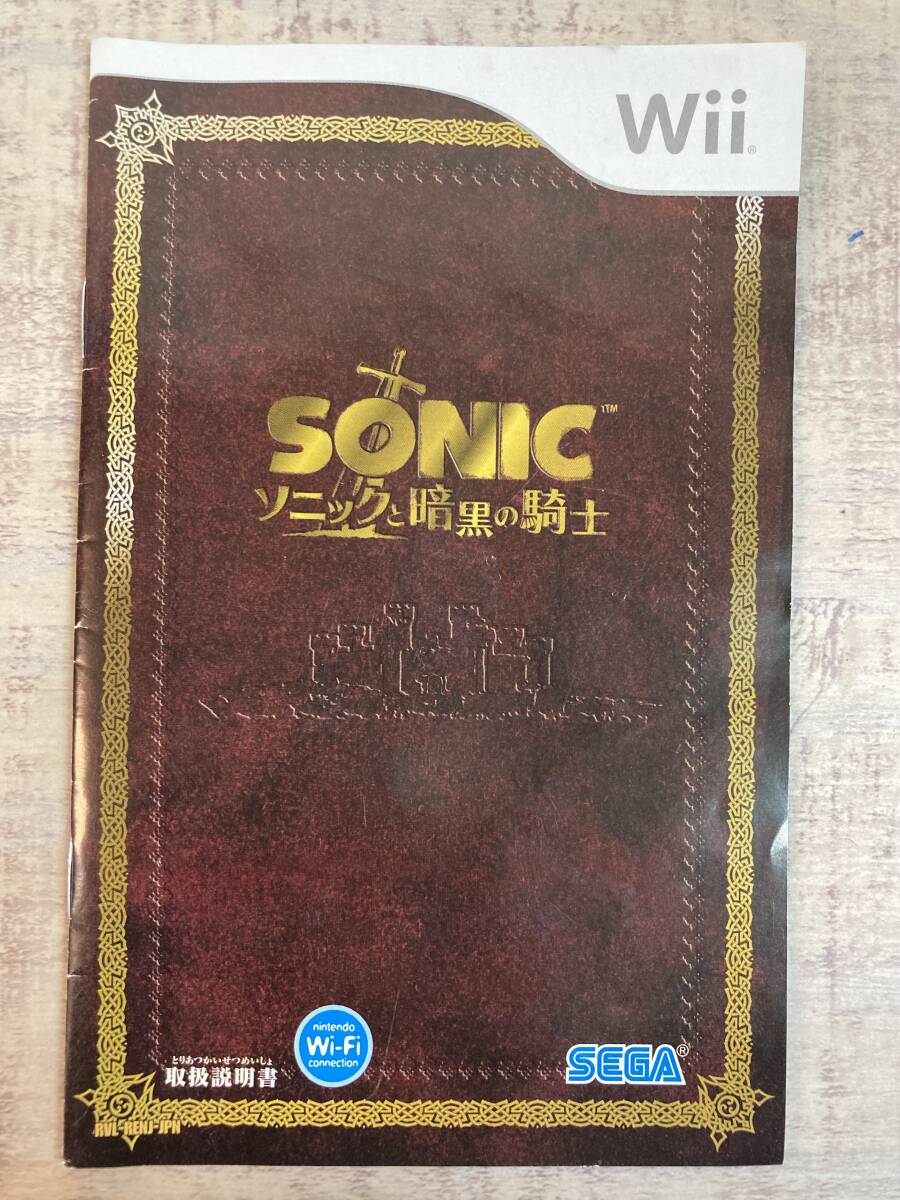 Wii®
SONIC™
ソニックと暗黒の騎士
nintendo
Wi-Fi
connection
とりあつかいせつめいしょ
取扱説明書
SEGA®
RVL-RENJ-JPN